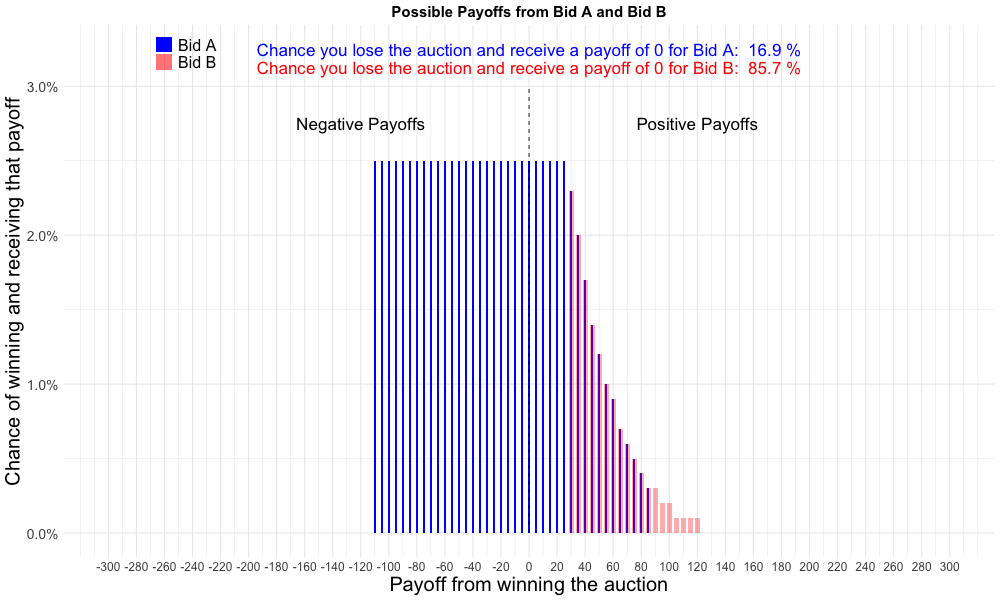 Possible Payoffs from Bid A and Bid B
Bid A
Bid B
Chance you lose the auction and receive a payoff of 0 for Bid A: 16.9 %
Chance you lose the auction and receive a payoff of 0 for Bid B: 85.7 %
Negative Payoffs
Positive Payoffs
Chance of winning and receiving that payoff
3.0%
2.0%
1.0%
0.0%
-300 -280 -260 -240 -220 -200 -180 -160 -140 -120 -100 -80 -60 -40 -20 0 20 40 60 80 100 120 140 160 180 200 220 240 260 280 300
Payoff from winning the auction